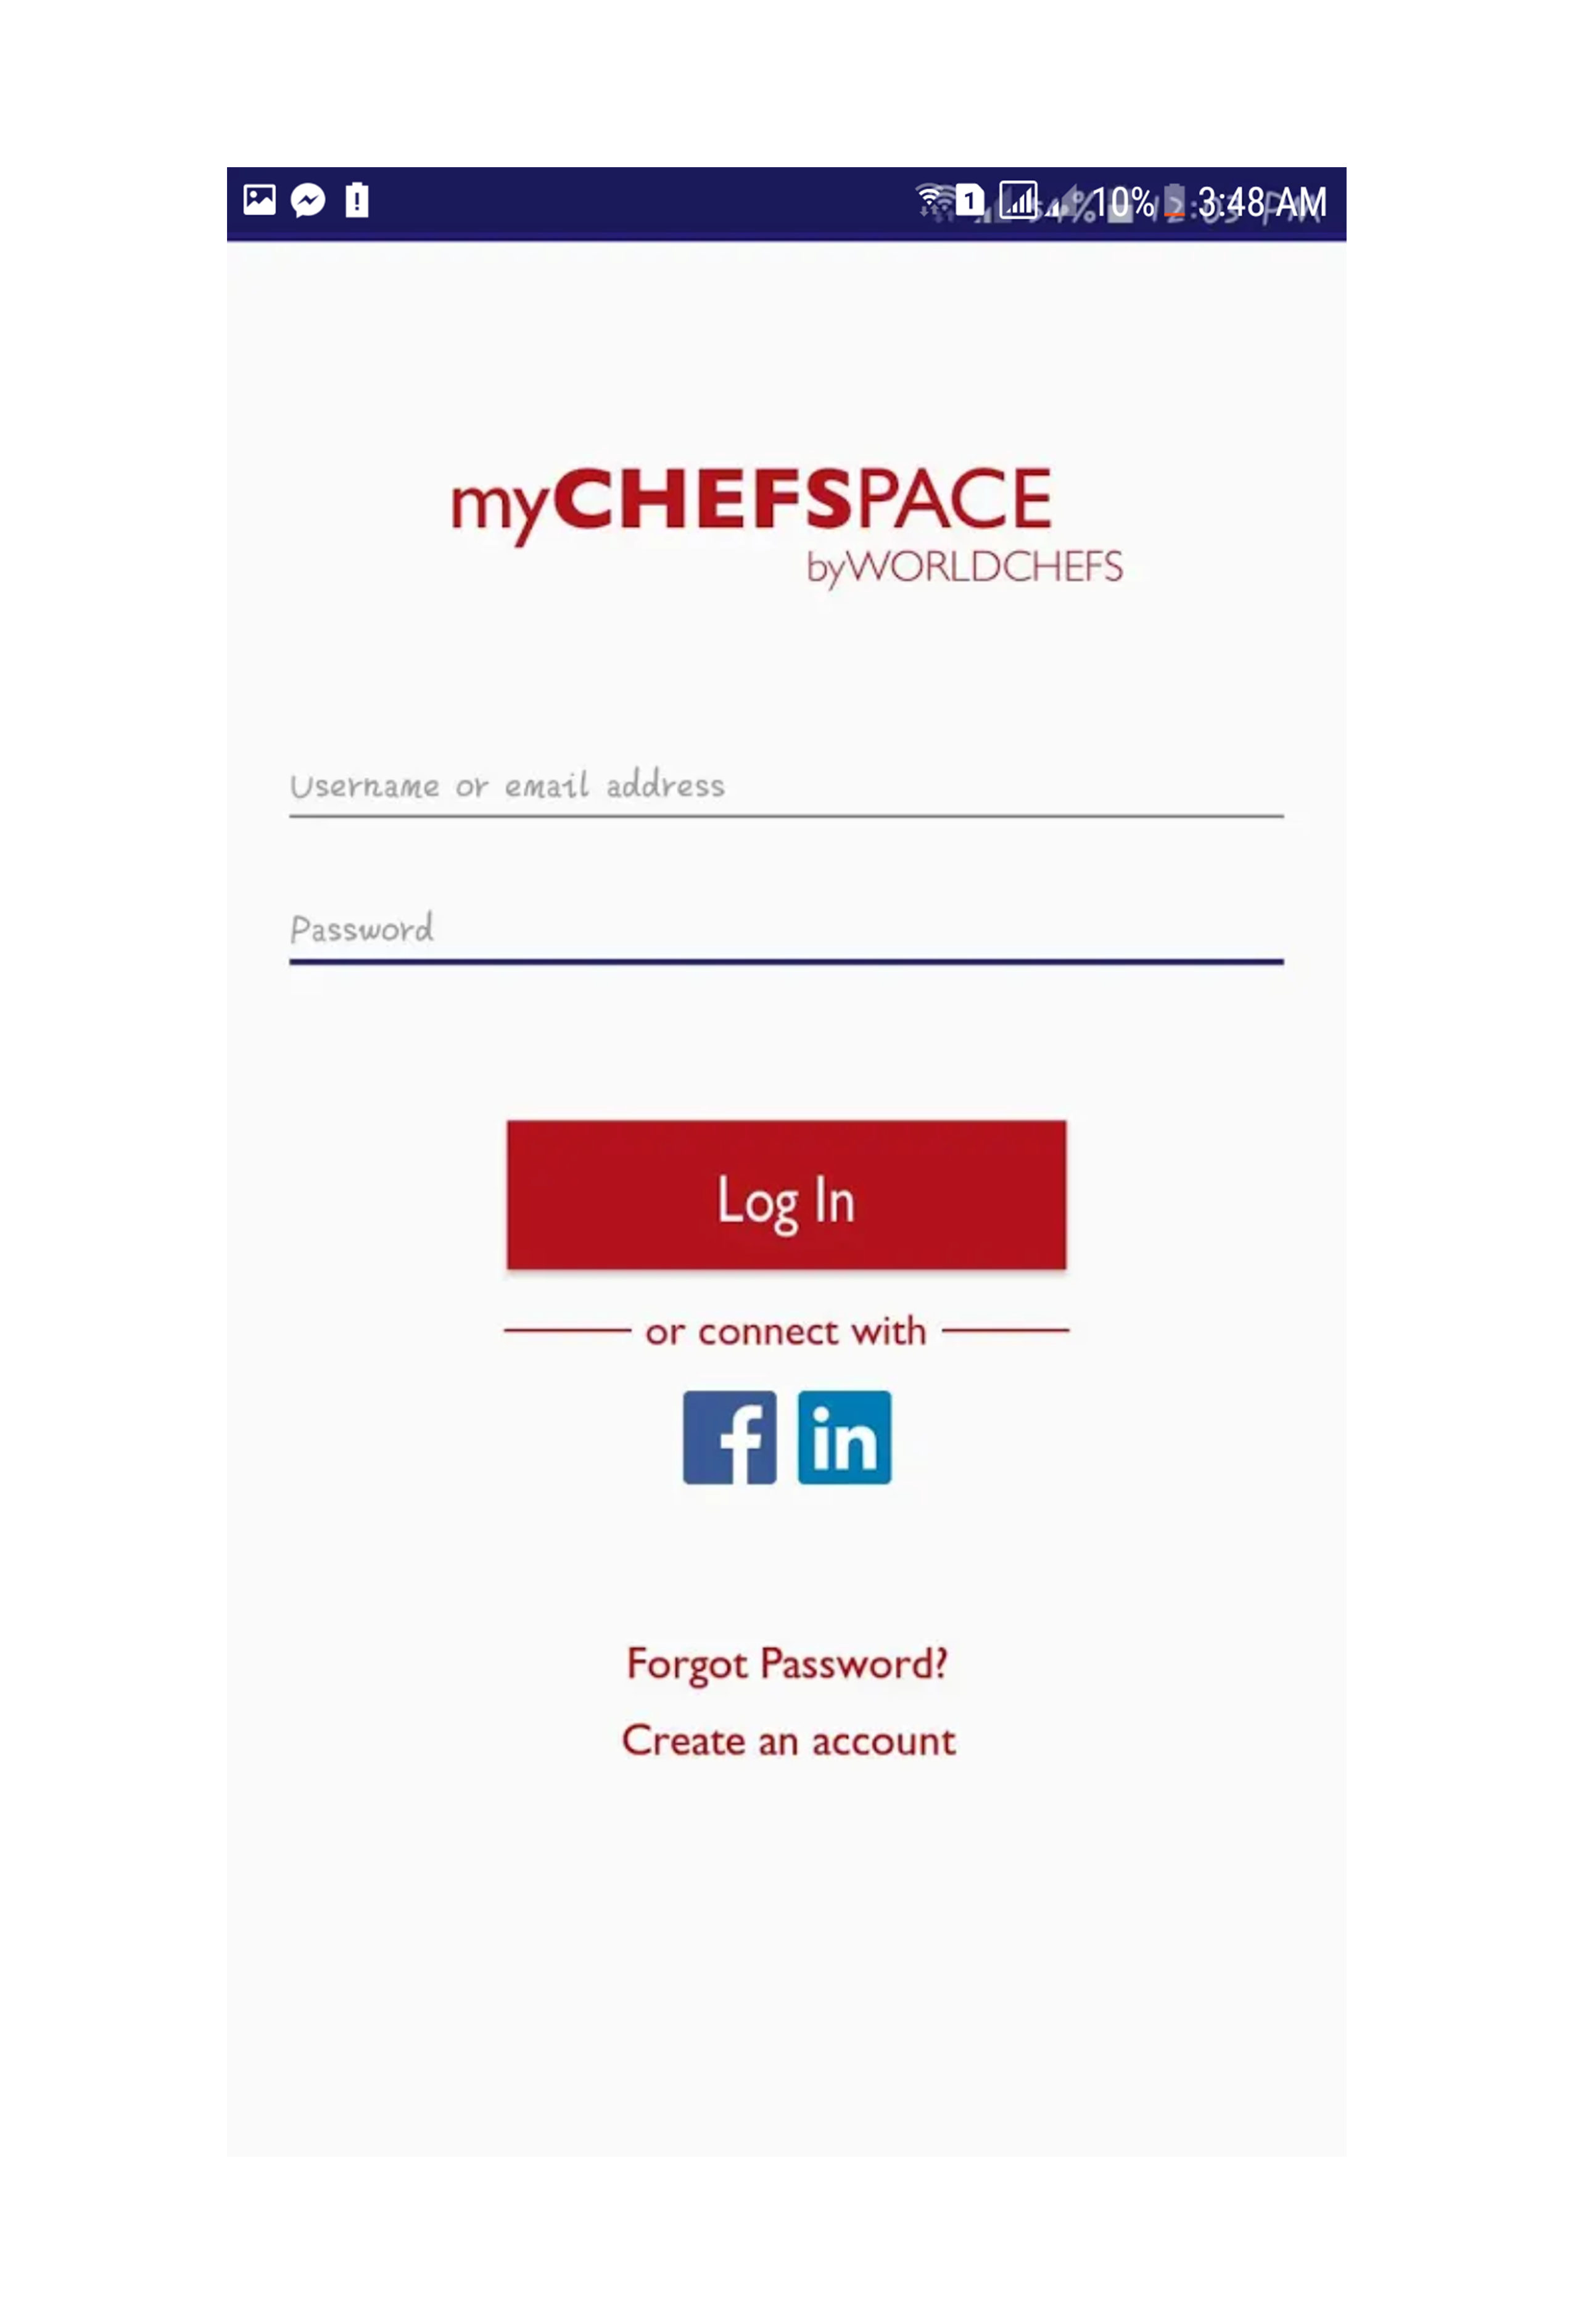 1 10% 3:48 AM
myCHEFSPACE
byWORLDCHEFS
Username or email address
Password
Log In
or connect with
f in
Forgot Password?
Create an account